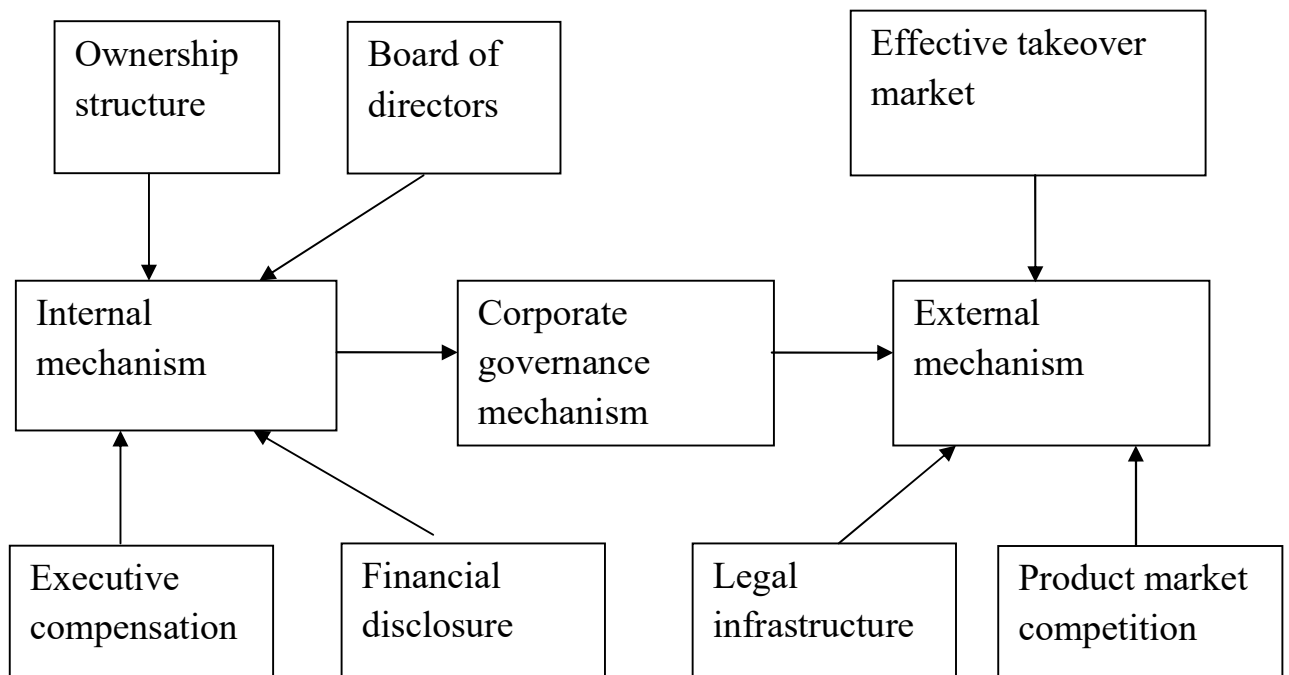 Ownership
structure
Board of
directors
Effective takeover
market
Internal
mechanism
Corporate
governance
mechanism
External
mechanism
Executive
compensation
Financial
disclosure
Legal
infrastructure
Product market
competition